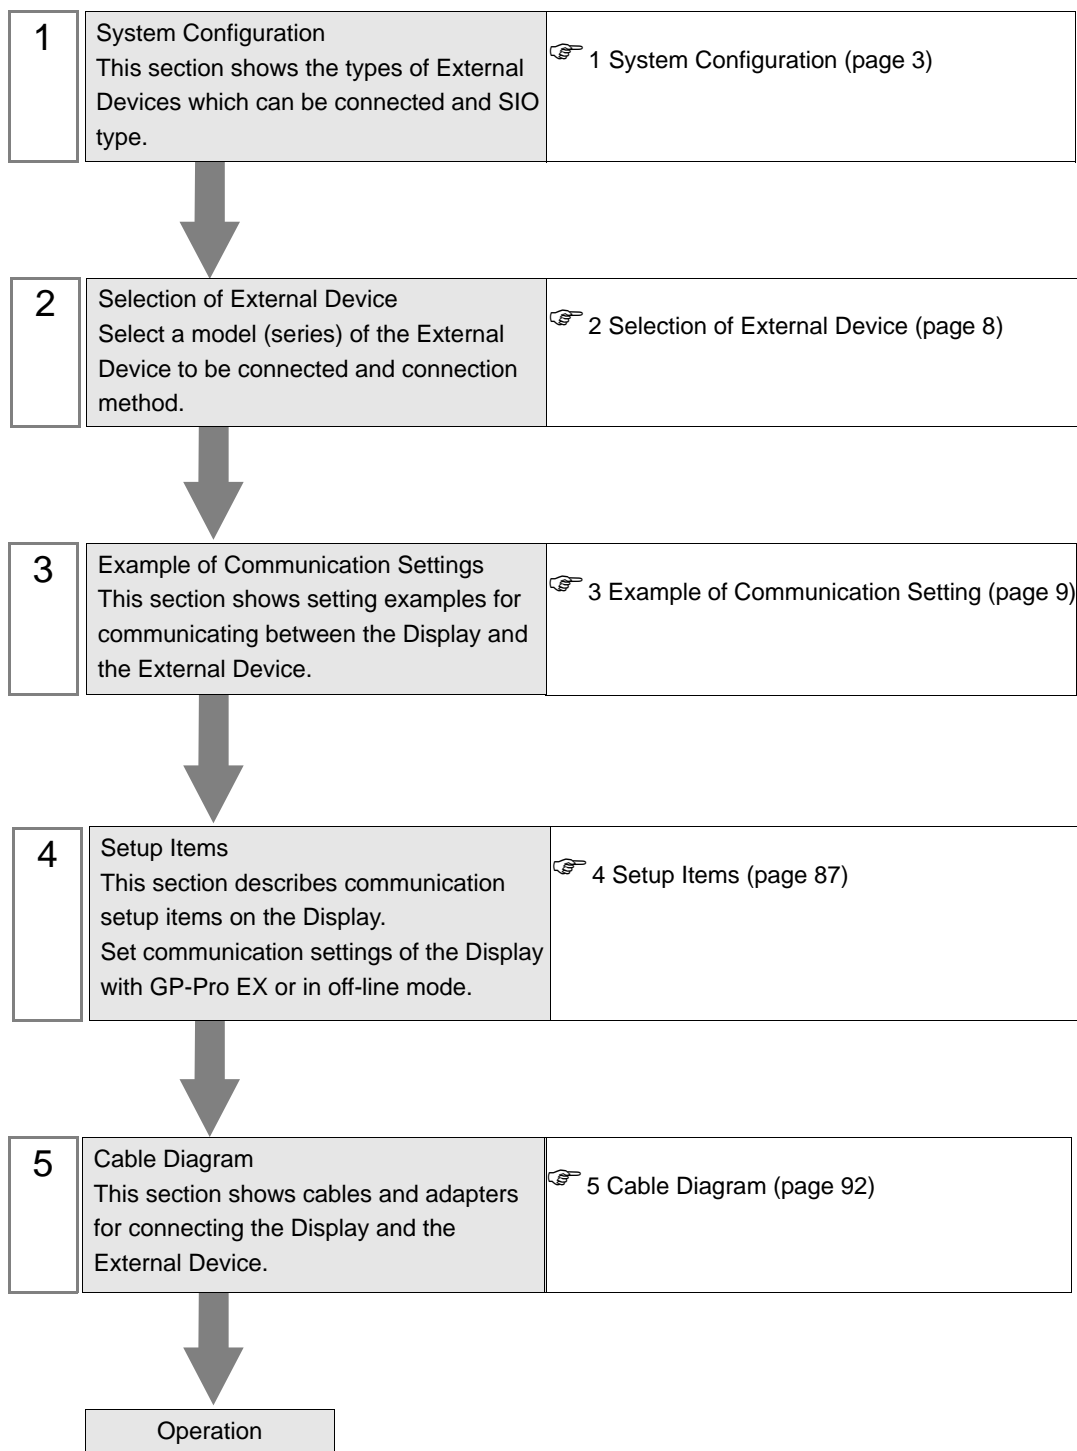 1
System Configuration
This section shows the types of External
Devices which can be connected and SIO
type.
1 System Configuration (page 3)
2
Selection of External Device
Select a model (series) of the External
Device to be connected and connection
method.
2 Selection of External Device (page 8)
3
Example of Communication Settings
This section shows setting examples for
communicating between the Display and
the External Device.
3 Example of Communication Setting (page 9)
4
Setup Items
This section describes communication
setup items on the Display.
Set communication settings of the Display
with GP-Pro EX or in off-line mode.
4 Setup Items (page 87)
5
Cable Diagram
This section shows cables and adapters
for connecting the Display and the
External Device.
5 Cable Diagram (page 92)
Operation